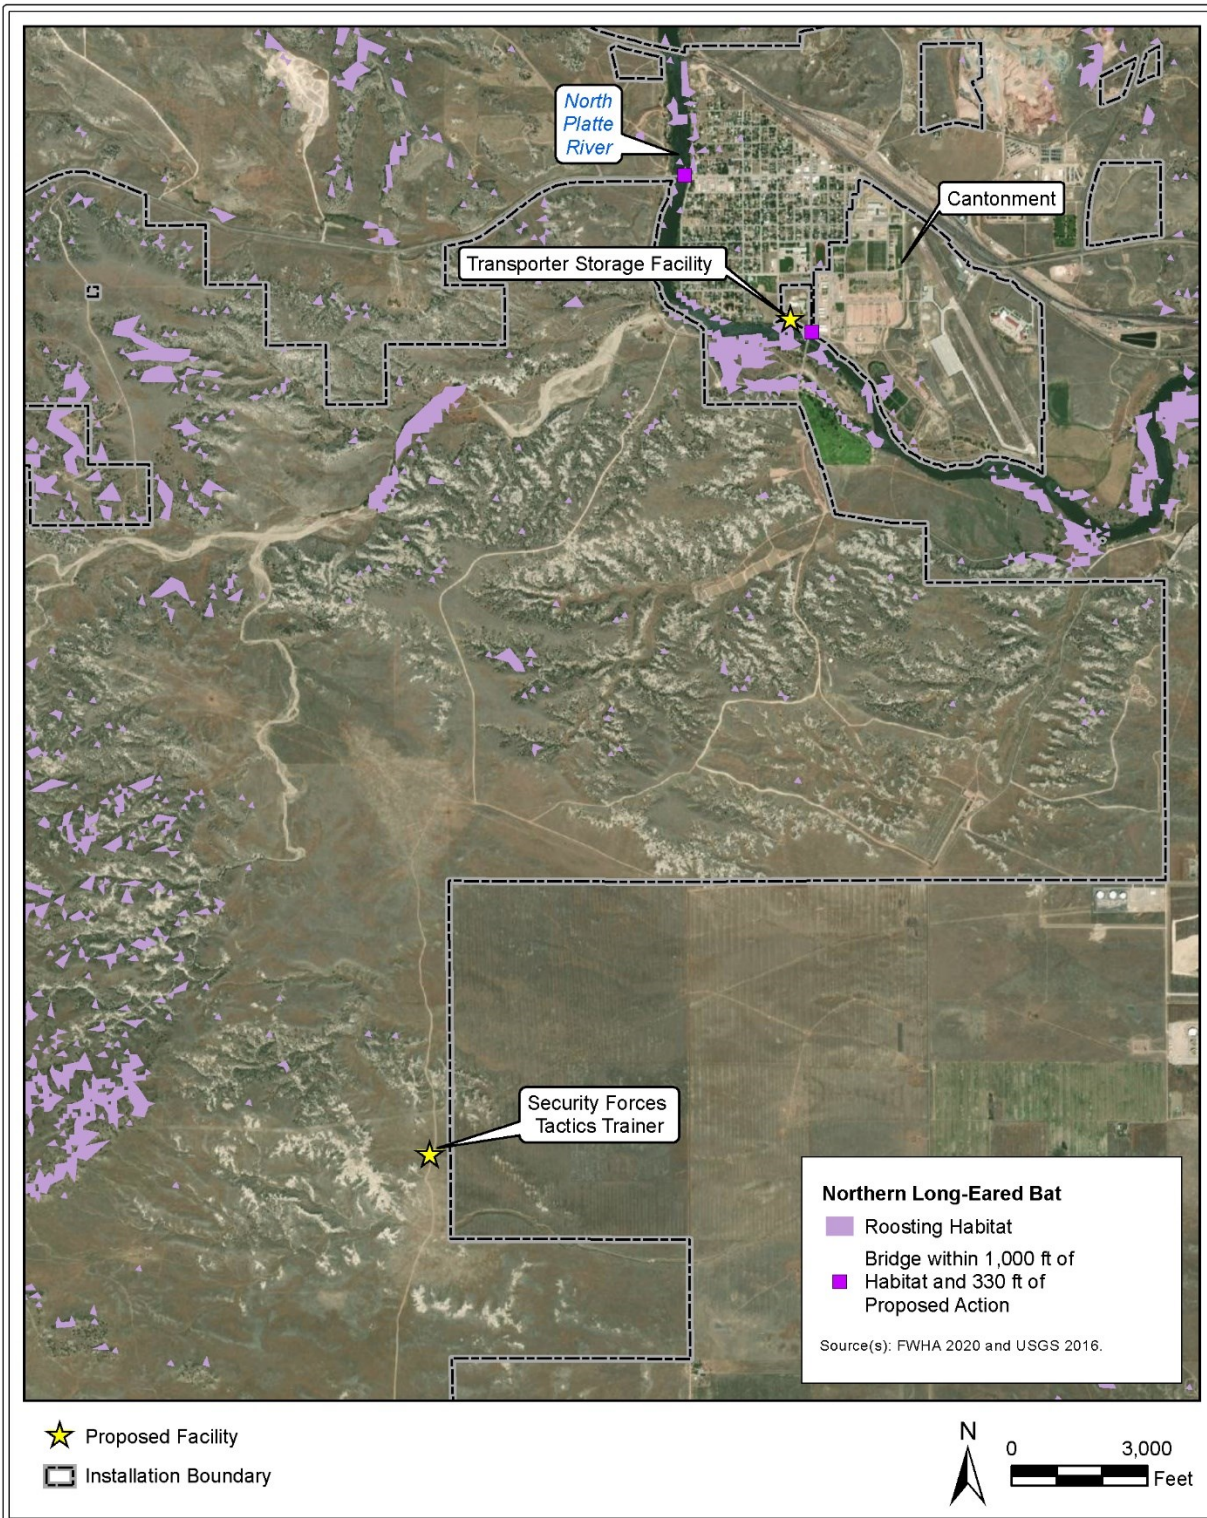 North
Platte
River
Cantonment
Transporter Storage Facility
Security Forces
Tactics Trainer
Northern Long-Eared Bat
Roosting Habitat
Bridge within 1,000 ft of
Habitat and 330 ft of
Proposed Action
Source(s): FWHA 2020 and USGS 2016.
Proposed Facility
Installation Boundary
N
0 3,000
Feet